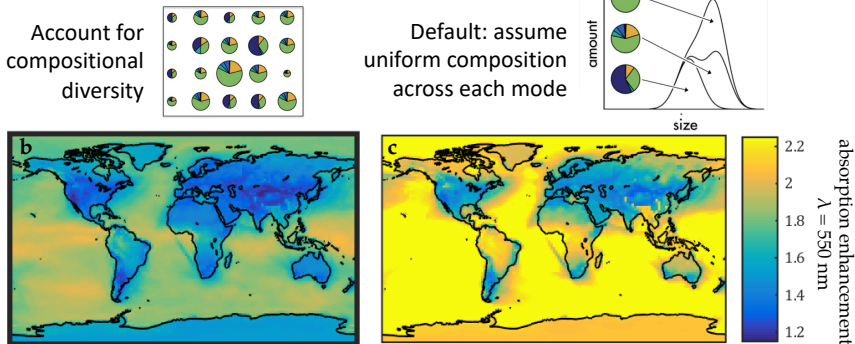 Account for
compositional
diversity
Default: assume
uniform composition
across each mode
amount
size
b
c
2.2
2
1.8
1.6
1.4
1.2
absorption enhancement
λ = 550 nm